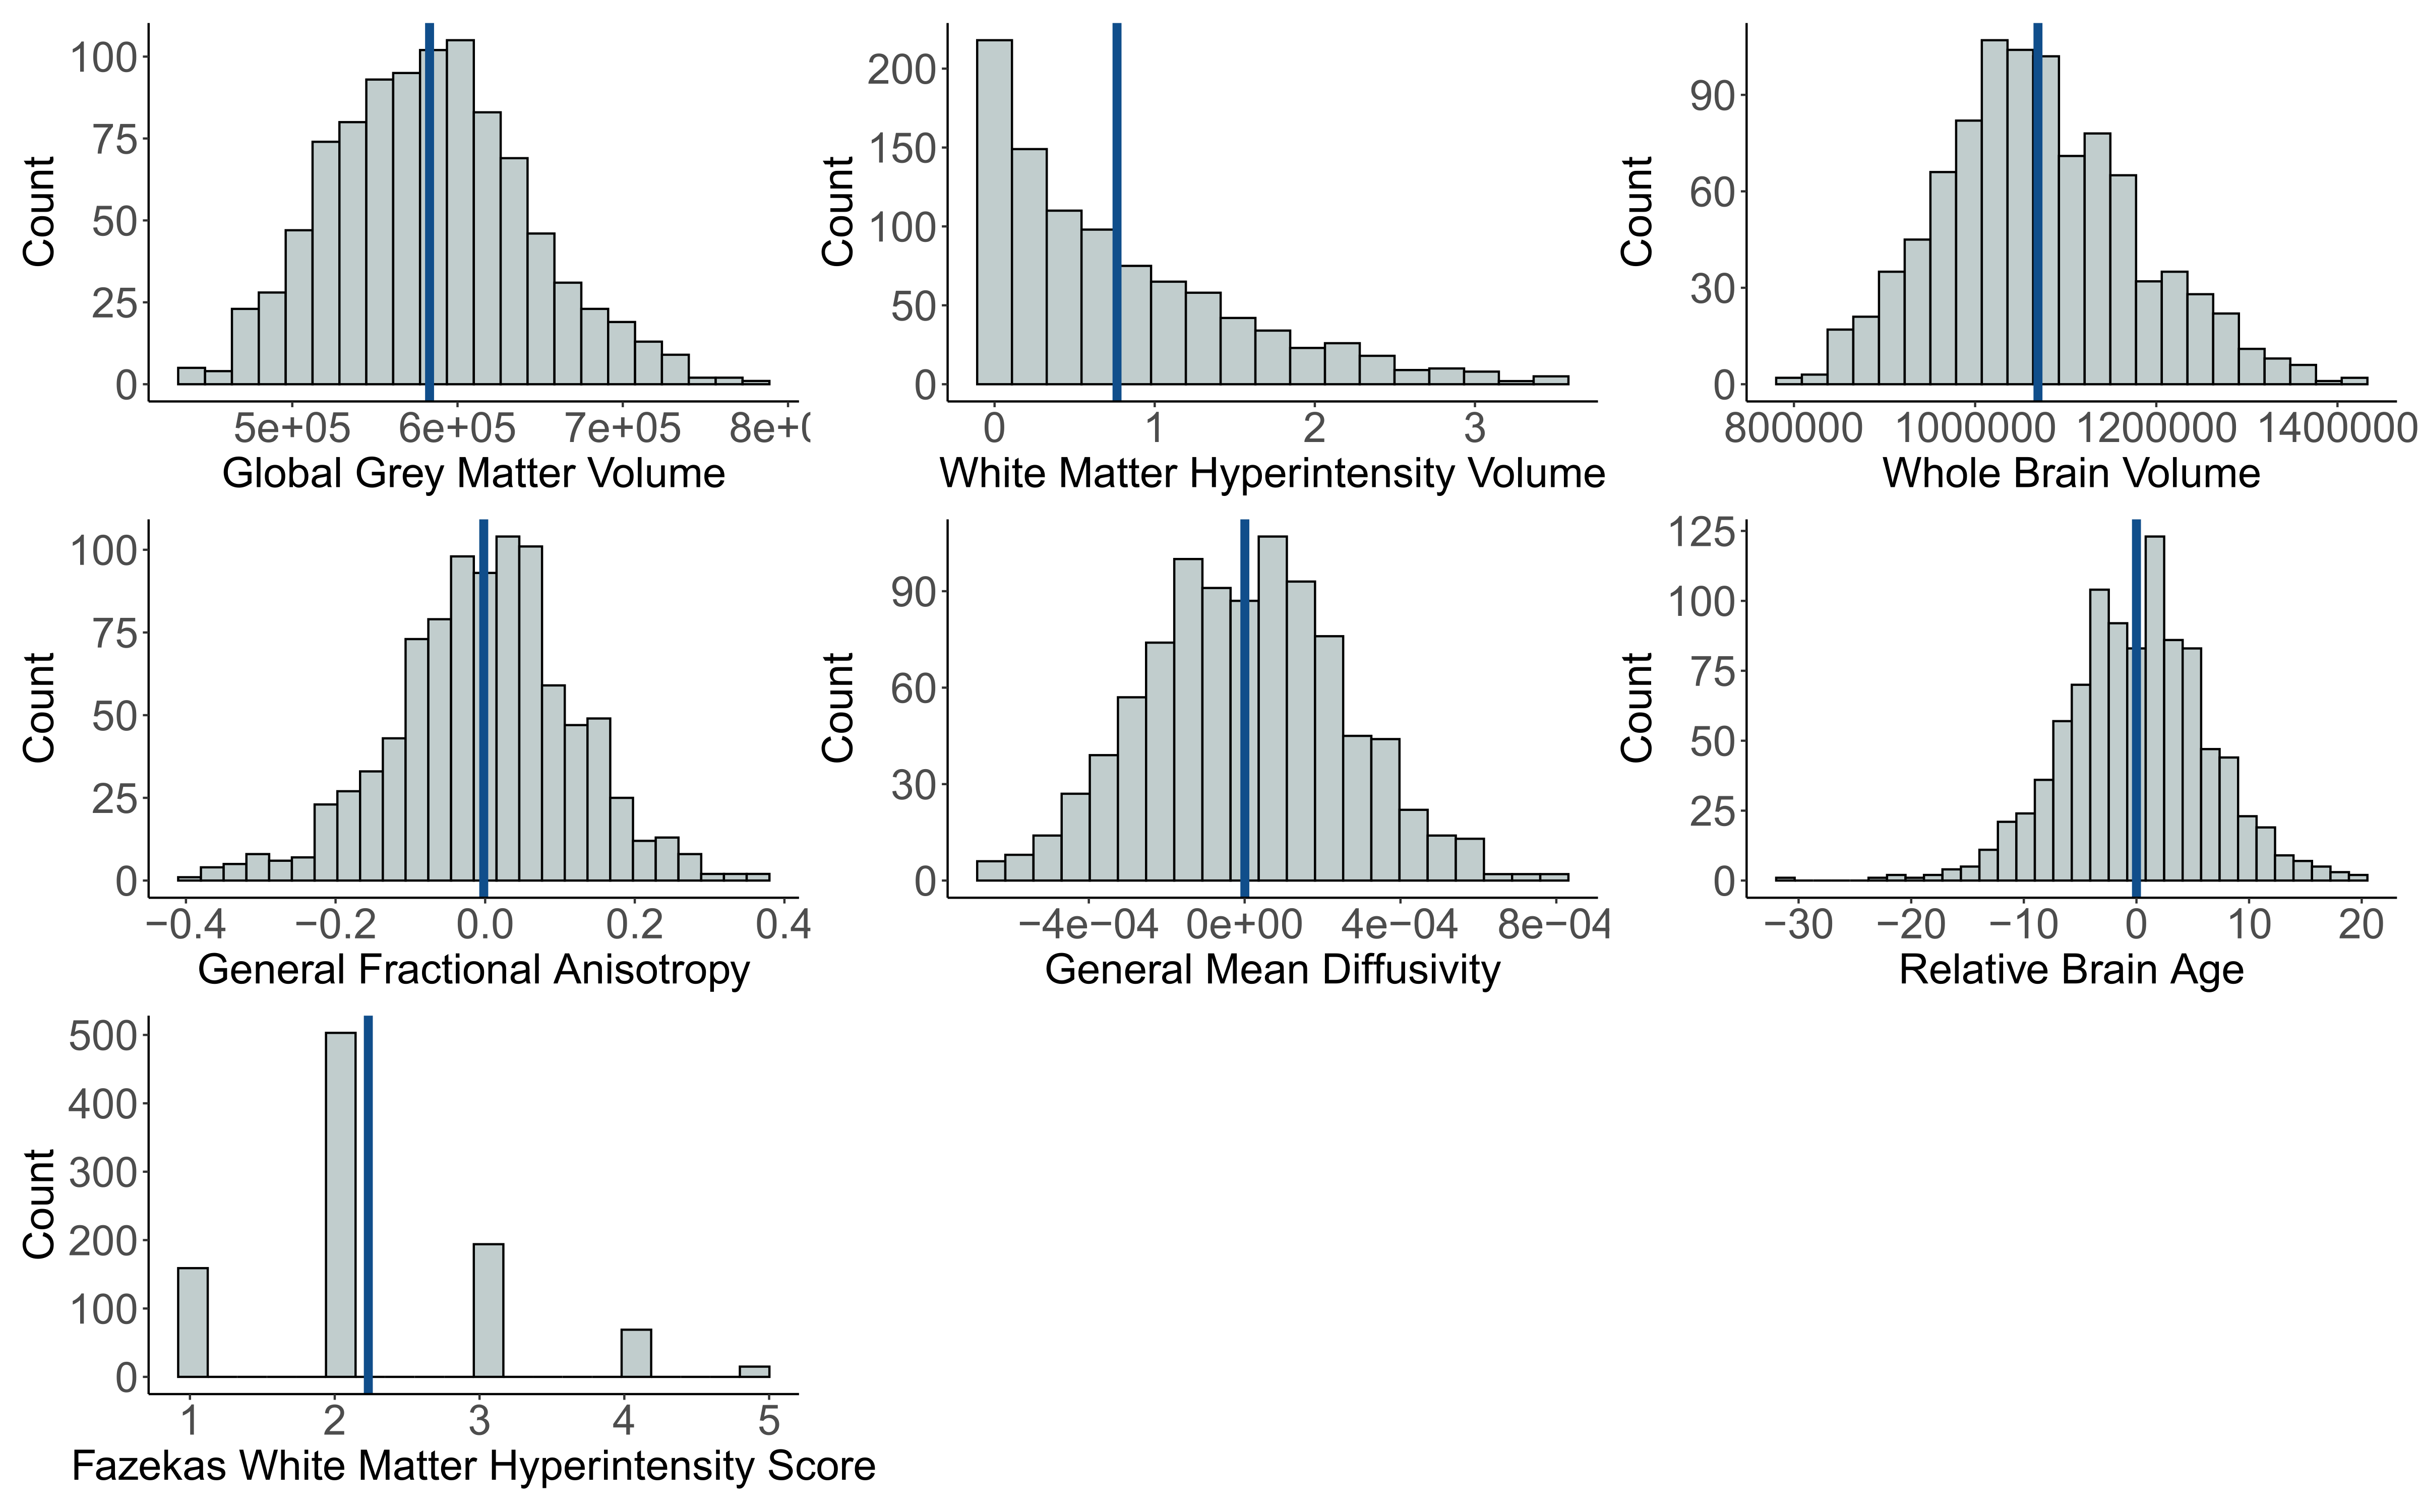 Count
100
75
50
25
0
5e+05 6e+05 7e+05 8e+0
Global Grey Matter Volume
Count
200
150
100
50
0
0 1 2 3
White Matter Hyperintensity Volume
Count
90
60
30
0
800000 1000000 1200000 1400000
Whole Brain Volume
Count
100
75
50
25
0
−0.4 −0.2 0.0 0.2 0.4
General Fractional Anisotropy
Count
90
60
30
0
−4e−04 0e+00 4e−04 8e−04
General Mean Diffusivity
Count
125
100
75
50
25
0
−30 −20 −10 0 10 20
Relative Brain Age
Count
500
400
300
200
100
0
1 2 3 4 5
Fazekas White Matter Hyperintensity Score